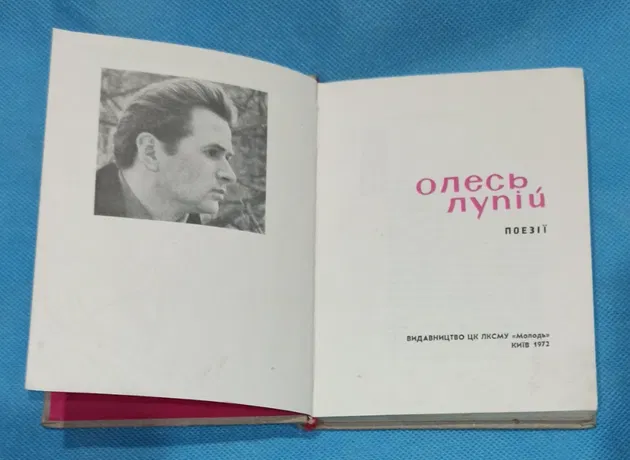 олесь
лупій
ПОЕЗІЇ
ВИДАВНИЦТВО ЦК ЛКСМУ «Молодь»
КИЇВ 1972